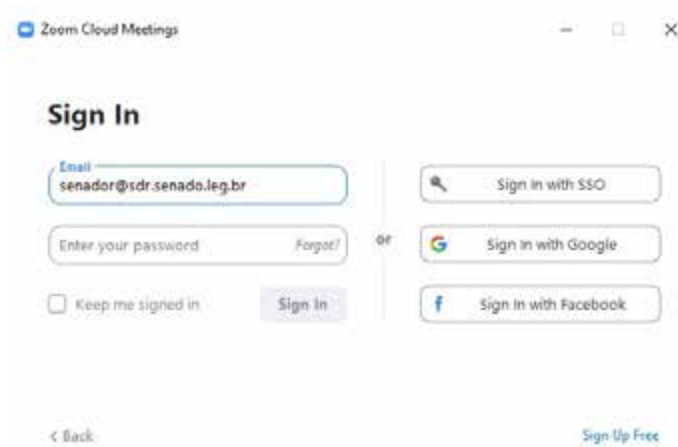 Zoom Cloud Meetings
Sign In
Email
senador@sdr.senado.leg.br
Enter your password Forgot?
Keep me signed in Sign In
or
Sign In with SSO
Sign In with Google
Sign In with Facebook
< Back
Sign Up Free